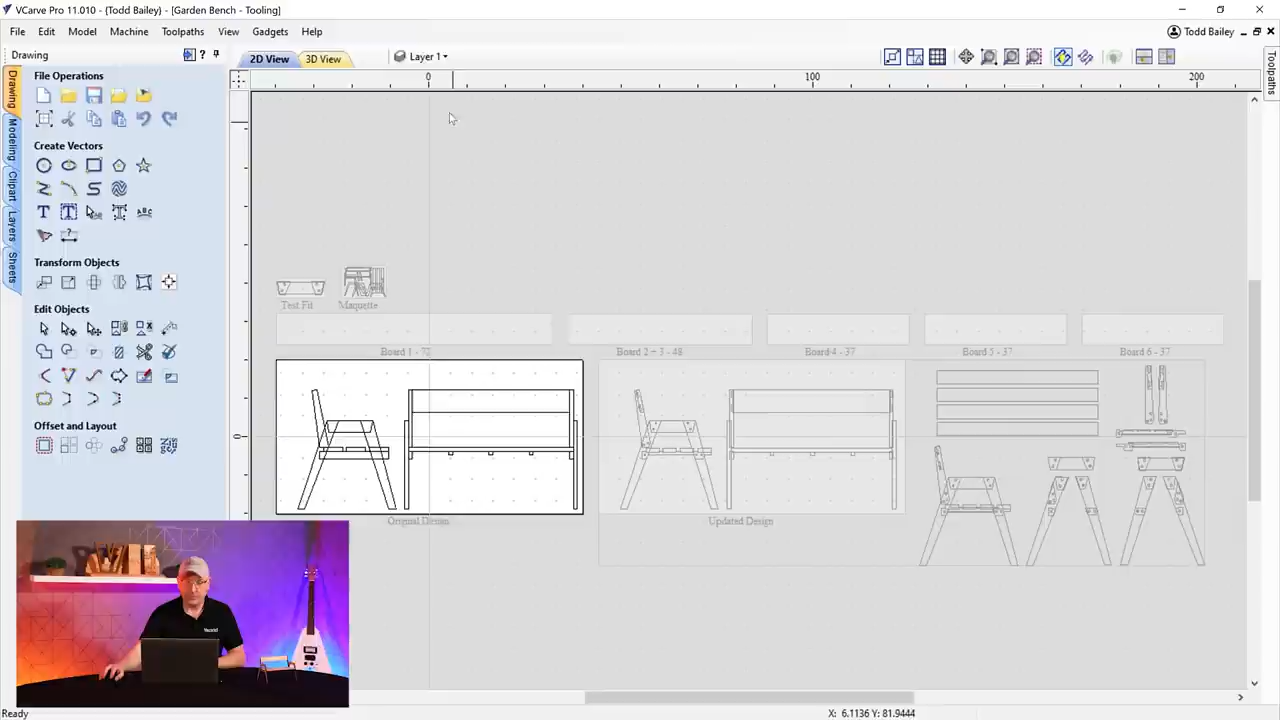 VCarve Pro 11.010 - {Todd Bailey} - [Garden Bench - Tooling]
File Edit Model Machine Toolpaths View Gadgets Help
Todd Bailey
Drawing
2D View
3D View
Layer 1
Drawing
Modeling
Clipart
Layers
Sheets
Toolpaths
File Operations
Create Vectors
Transform Objects
Edit Objects
Offset and Layout
0
100
200
0
Test Fit
Maquette
Board 1 - 72
Board 2 + 3 - 48
Board 4 - 37
Board 5 - 37
Board 6 - 37
Original Design
Updated Design
Vectric
Ready
X: 6.1136 Y: 81.9444